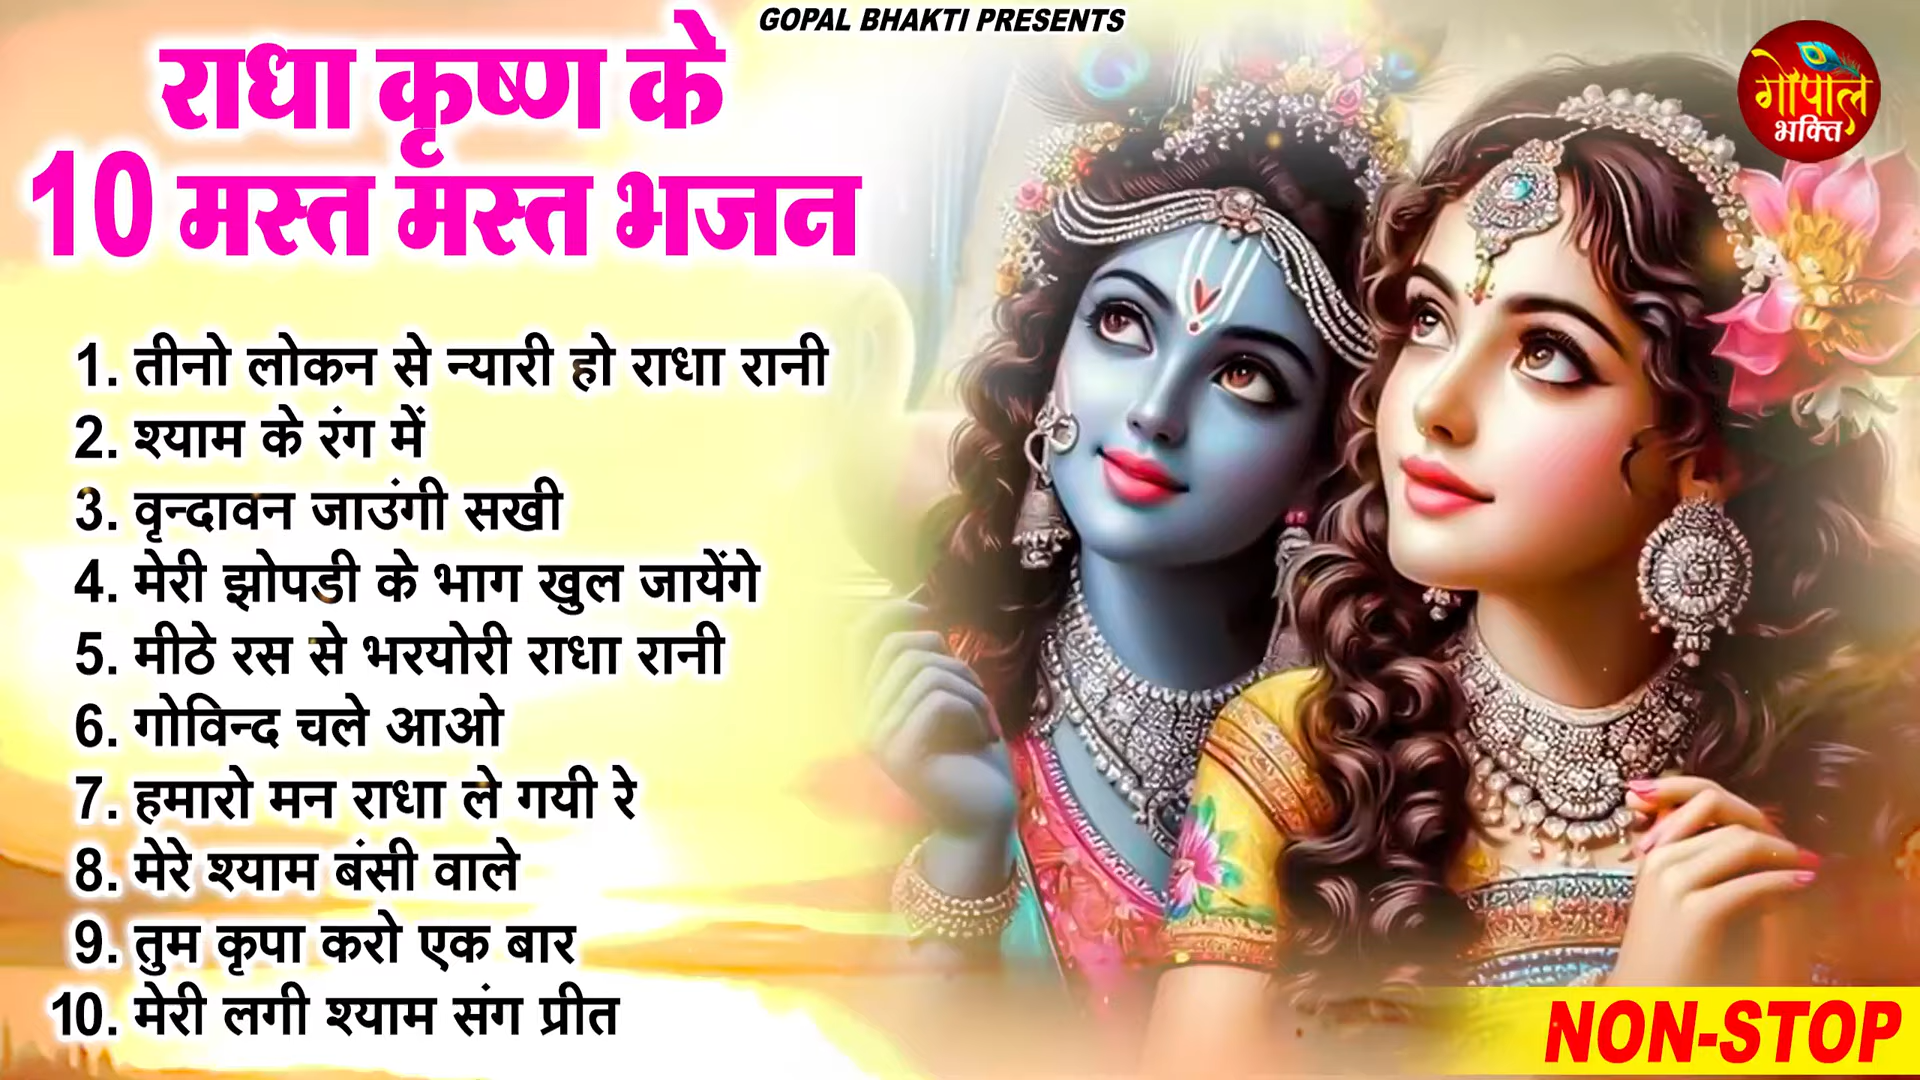 GOPAL BHAKTI PRESENTS
राधा कृष्ण के
10 मस्त मस्त भजन
गोपाल
भक्ति
1. तीनो लोकन से न्यारी हो राधा रानी
2. श्याम के रंग में
3. वृन्दावन जाउंगी सखी
4. मेरी झोपडी के भाग खुल जायेंगे
5. मीठे रस से भरयोरी राधा रानी
6. गोविन्द चले आओ
7. हमारो मन राधा ले गयी रे
8. मेरे श्याम बंसी वाले
9. तुम कृपा करो एक बार
10. मेरी लगी श्याम संग प्रीत
NON-STOP